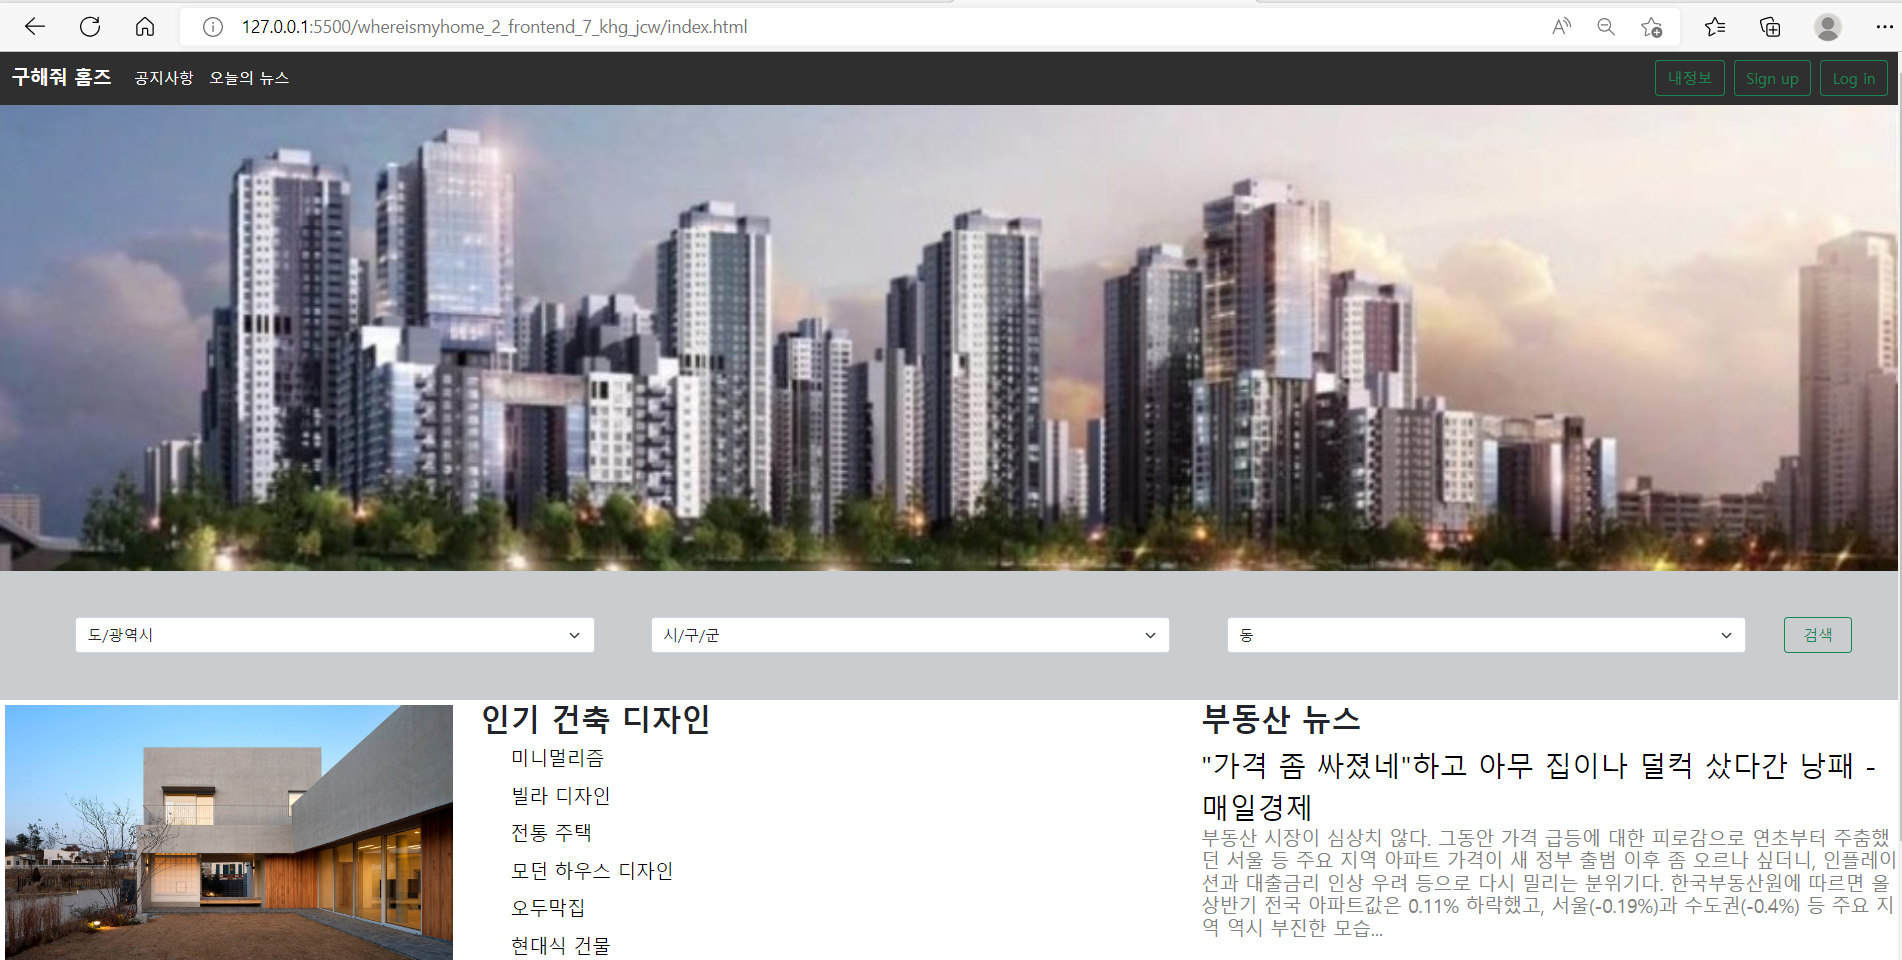 127.0.0.1:5500/whereismyhome_2_frontend_7_khg_jcw/index.html
구해줘 홈즈 공지사항 오늘의 뉴스 내정보 Sign up Log in
도/광역시 시/구/군 동 검색
인기 건축 디자인
미니멀리즘
빌라 디자인
전통 주택
모던 하우스 디자인
오두막집
현대식 건물
부동산 뉴스
"가격 좀 싸졌네"하고 아무 집이나 덜컥 샀다간 낭패 -
매일경제
부동산 시장이 심상치 않다. 그동안 가격 급등에 대한 피로감으로 연초부터 주춤했
던 서울 등 주요 지역 아파트 가격이 새 정부 출범 이후 좀 오르나 싶더니, 인플레이
션과 대출금리 인상 우려 등으로 다시 밀리는 분위기다. 한국부동산원에 따르면 올
상반기 전국 아파트값은 0.11% 하락했고, 서울(-0.19%)과 수도권(-0.4%) 등 주요 지
역 역시 부진한 모습...